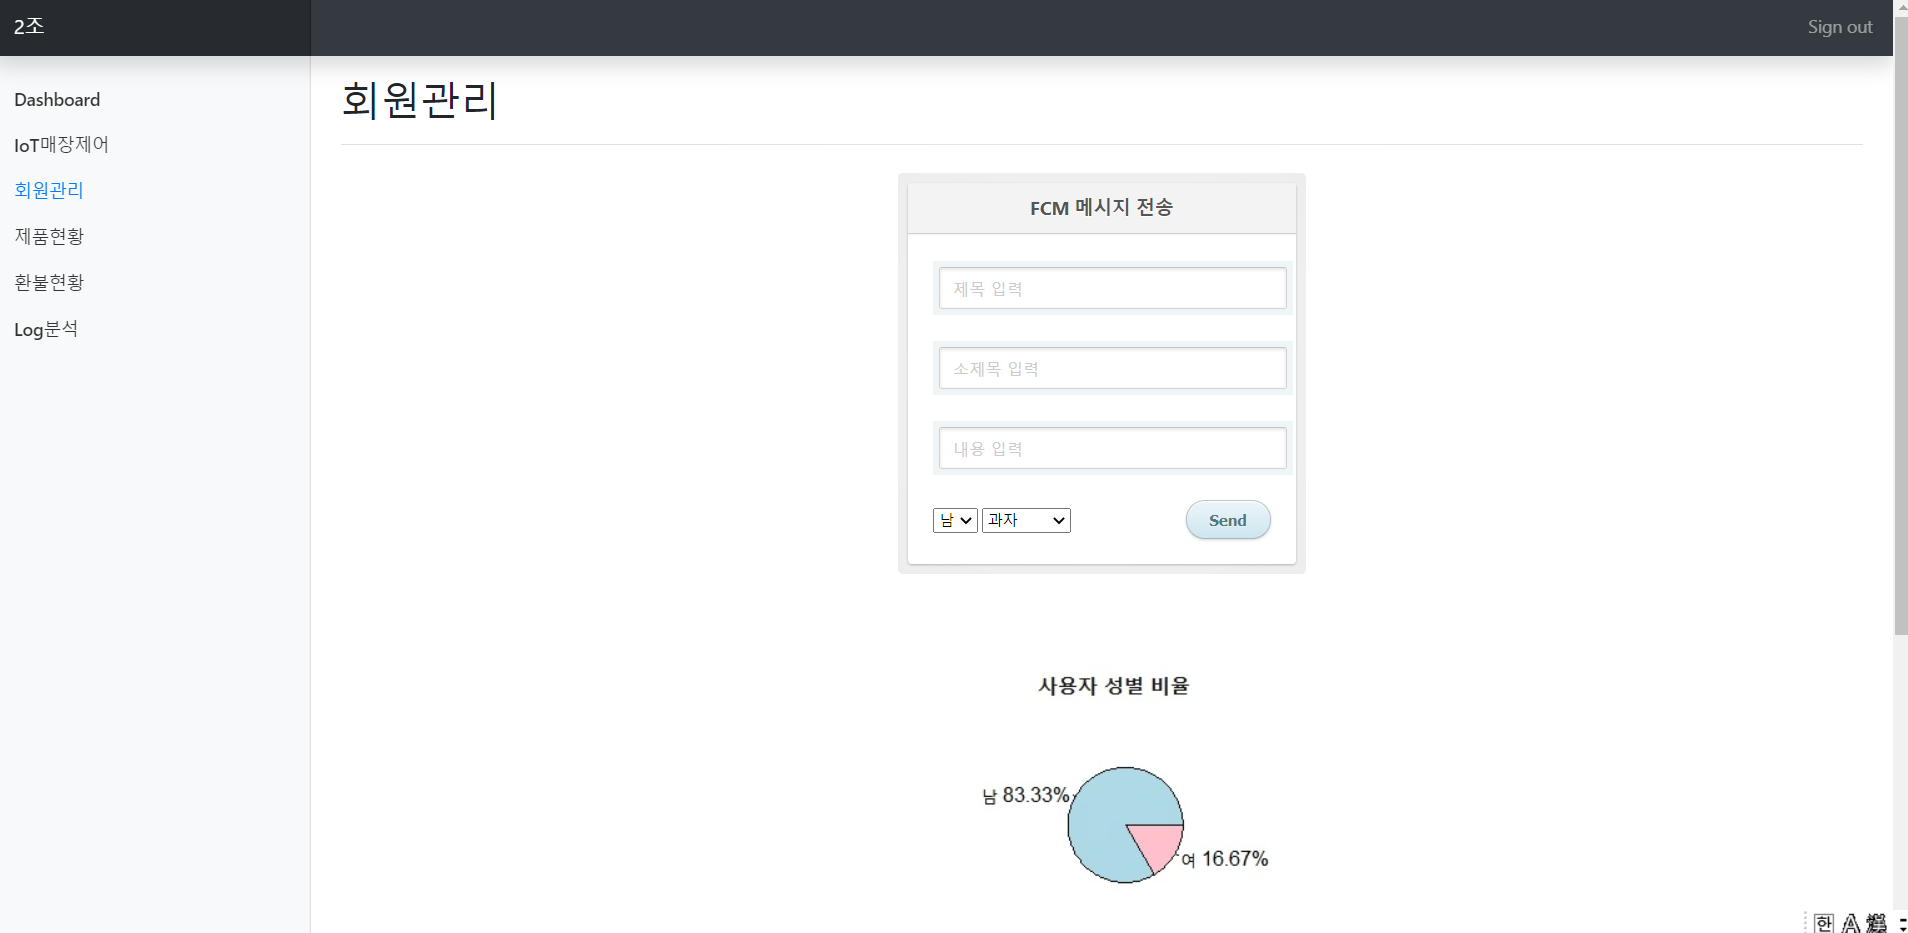 2조
Sign out
Dashboard
IoT매장제어
회원관리
제품현황
환불현황
Log분석
회원관리
FCM 메시지 전송
제목 입력
소제목 입력
내용 입력
남 과자
Send
사용자 성별 비율
남 83.33%
여 16.67%
한 A 漢